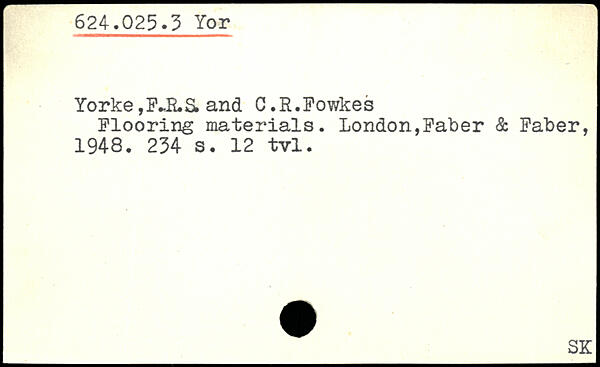 624.025.3 Yor
Yorke,F.R.S. and C.R.Fowkes
Flooring materials. London,Faber & Faber,
1948. 234 s. 12 tvl.
SK